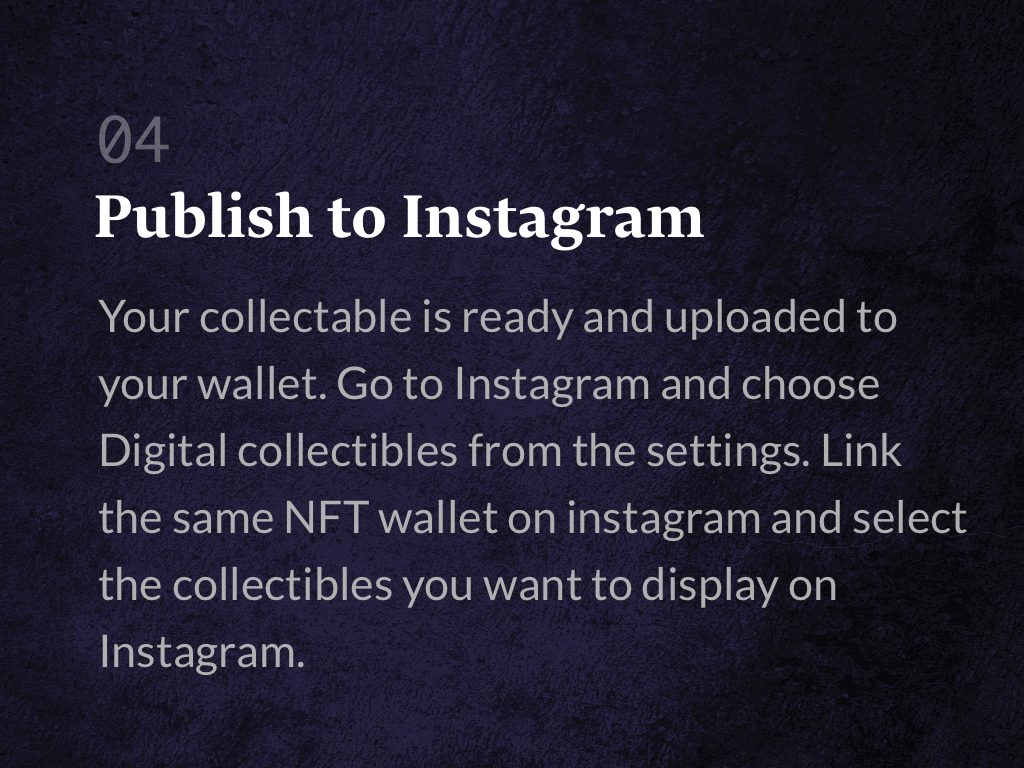 04
Publish to Instagram
Your collectable is ready and uploaded to
your wallet. Go to Instagram and choose
Digital collectibles from the settings. Link
the same NFT wallet on instagram and select
the collectibles you want to display on
Instagram.